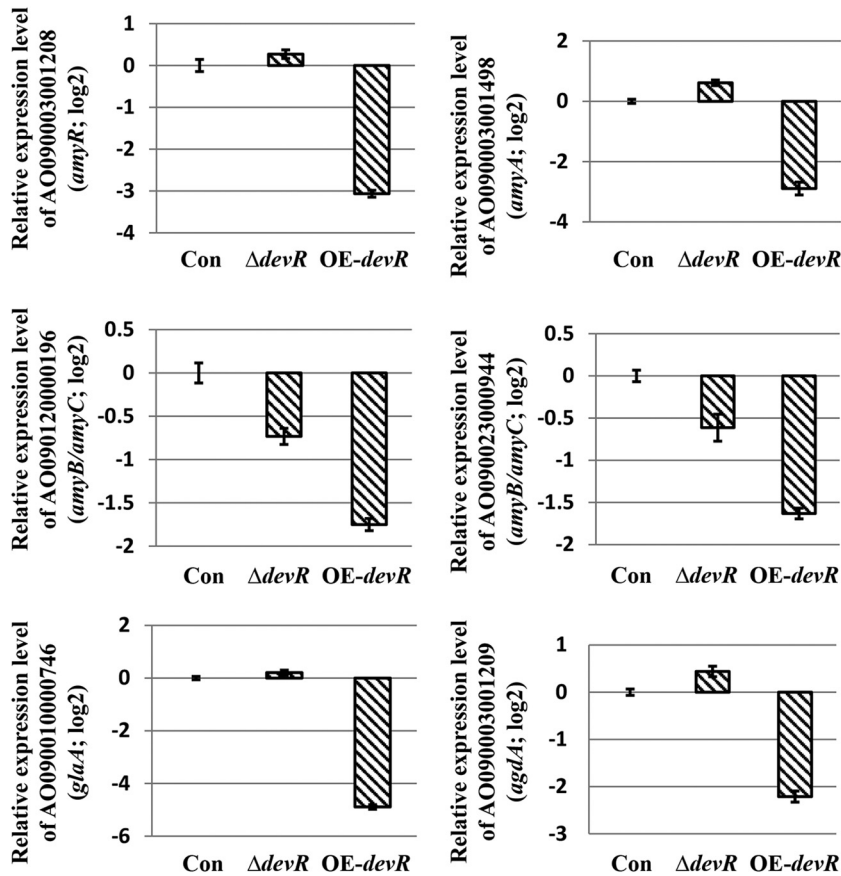 Relative expression level
of AO090003001208
(amyR; log2)
1
0
-1
-2
-3
-4
Con ΔdevR OE-devR
Relative expression level
of AO090003001498
(amyA; log2)
2
0
-2
-4
Con ΔdevR OE-devR
Relative expression level
of AO090120000196
(amyB/amyC; log2)
0.5
0
-0.5
-1
-1.5
-2
Con ΔdevR OE-devR
Relative expression level
of AO090023000944
(amyB/amyC; log2)
0.5
0
-0.5
-1
-1.5
-2
Con ΔdevR OE-devR
Relative expression level
of AO090010000746
(glaA; log2)
2
0
-2
-4
-6
Con ΔdevR OE-devR
Relative expression level
of AO090003001209
(agdA; log2)
1
0
-1
-2
-3
Con ΔdevR OE-devR